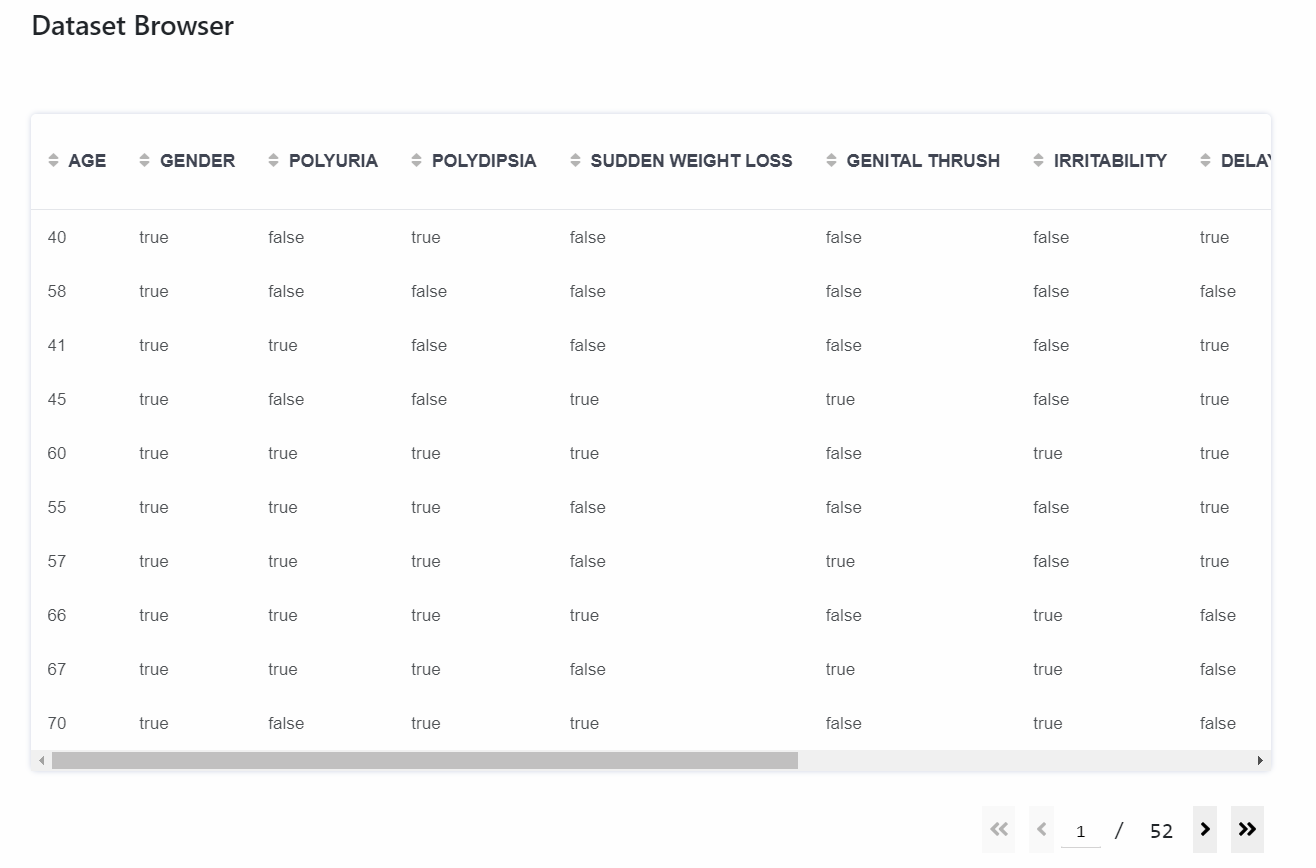 Dataset Browser
AGE GENDER POLYURIA POLYDIPSIA SUDDEN WEIGHT LOSS GENITAL THRUSH IRRITABILITY
40 true false true false false false true
58 true false false false false false false
41 true true false false false false true
45 true false false true true false true
60 true true true true false true true
55 true true true false false false true
57 true true true false true false true
66 true true true true false true false
67 true true true false true true false
70 true false true true false true false
1 / 52